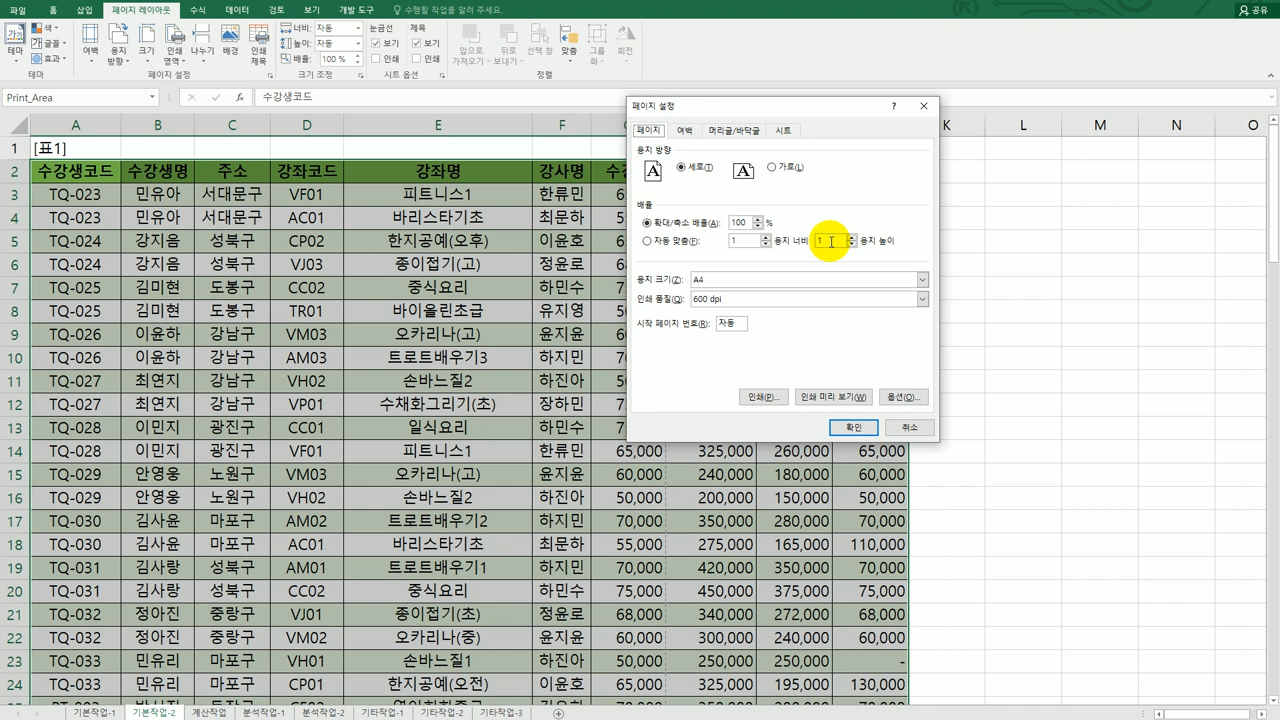 파일 홈 삽입 페이지 레이아웃 수식 데이터 검토 보기 개발 도구 수행할 작업을 알려 주세요. 공유
색 너비: 자동 눈금선 제목
글꼴 높이: 자동 보기 보기
효과 배율: 100 % 인쇄 인쇄
테마 여백 용지 방향 크기 인쇄 영역 나누기 배경 인쇄 제목 앞으로 가져오기 뒤로 보내기 선택 창 맞춤 그룹화 회전
테마 페이지 설정 크기 조정 시트 옵션 정렬
Print_Area fx 수강생코드
A B C D E F K L M N O
1 [표1]
2 수강생코드 수강생명 주소 강좌코드 강좌명 강사명
3 TQ-023 민유아 서대문구 VF01 피트니스1 한류민
4 TQ-023 민유아 서대문구 AC01 바리스타기초 최문하
5 TQ-024 강지음 성북구 CP02 한지공예(오후) 이윤호
6 TQ-024 강지음 성북구 VJ03 종이접기(고) 정윤로
7 TQ-025 김미현 도봉구 CC02 중식요리 하민수
8 TQ-025 김미현 도봉구 TR01 바이올린초급 유지영
9 TQ-026 이윤하 강남구 VM03 오카리나(고) 윤지윤
10 TQ-026 이윤하 강남구 AM03 트로트배우기3 하지민
11 TQ-027 최연지 강남구 VH02 손바느질2 하진아
12 TQ-027 최연지 강남구 VP01 수채화그리기(초) 장하민
13 TQ-028 이민지 광진구 CC01 일식요리 하민수
14 TQ-028 이민지 광진구 VF01 피트니스1 한류민 65,000 325,000 260,000 65,000
15 TQ-029 안영웅 노원구 VM03 오카리나(고) 윤지윤 60,000 240,000 180,000 60,000
16 TQ-029 안영웅 노원구 VH02 손바느질2 하진아 50,000 200,000 150,000 50,000
17 TQ-030 김사윤 마포구 AM02 트로트배우기2 하지민 70,000 350,000 280,000 70,000
18 TQ-030 김사윤 마포구 AC01 바리스타기초 최문하 55,000 275,000 165,000 110,000
19 TQ-031 김사랑 성북구 AM01 트로트배우기1 하지민 70,000 420,000 350,000 70,000
20 TQ-031 김사랑 성북구 CC02 중식요리 하민수 75,000 450,000 375,000 75,000
21 TQ-032 정아진 중랑구 VJ01 종이접기(초) 정윤로 68,000 340,000 272,000 68,000
22 TQ-032 정아진 중랑구 VM02 오카리나(중) 윤지윤 60,000 300,000 240,000 60,000
23 TQ-033 민유리 마포구 VH01 손바느질1 하진아 50,000 250,000 250,000 -
24 TQ-033 민유리 마포구 CP01 한지공예(오전) 이윤호 65,000 325,000 195,000 130,000
페이지 설정 ?
페이지 여백 머리글/바닥글 시트
용지 방향
A 세로(T) A 가로(L)
배율
확대/축소 배율(A): 100 %
자동 맞춤(F): 1 용지 너비 1 용지 높이
용지 크기(Z): A4
인쇄 품질(Q): 600 dpi
시작 페이지 번호(R): 자동
인쇄(P)... 인쇄 미리 보기(W) 옵션(O)...
확인 취소
기본작업-1 기본작업-2 계산작업 분석작업-1 분석작업-2 기타작업-1 기타작업-2 기타작업-3